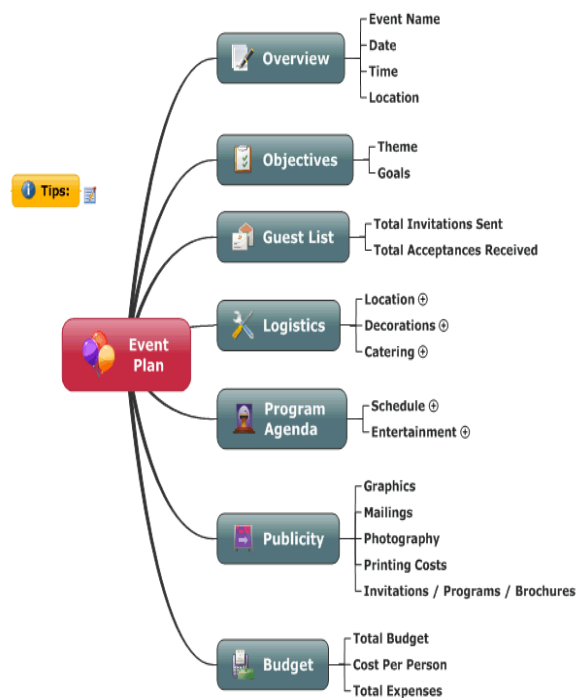 Event Name
Overview
Date
Time
Location
Objectives
Theme
Goals
Tips:
Guest List
Total Invitations Sent
Total Acceptances Received
Event
Plan
Logistics
Location
Decorations
Catering
Program
Agenda
Schedule
Entertainment
Publicity
Graphics
Mailings
Photography
Printing Costs
Invitations / Programs / Brochures
Budget
Total Budget
Cost Per Person
Total Expenses